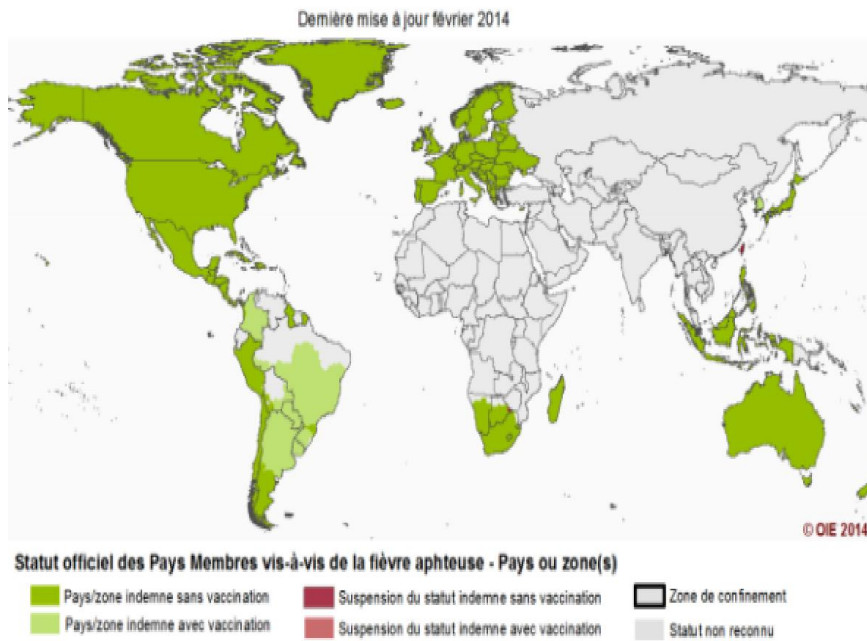 Dernière mise à jour février 2014
© OIE 2014
Statut officiel des Pays Membres vis-à-vis de la fièvre aphteuse - Pays ou zone(s)
Pays/zone indemne sans vaccination
Suspension du statut indemne sans vaccination
Zone de confinement
Pays/zone indemne avec vaccination
Suspension du statut indemne avec vaccination
Statut non reconnu